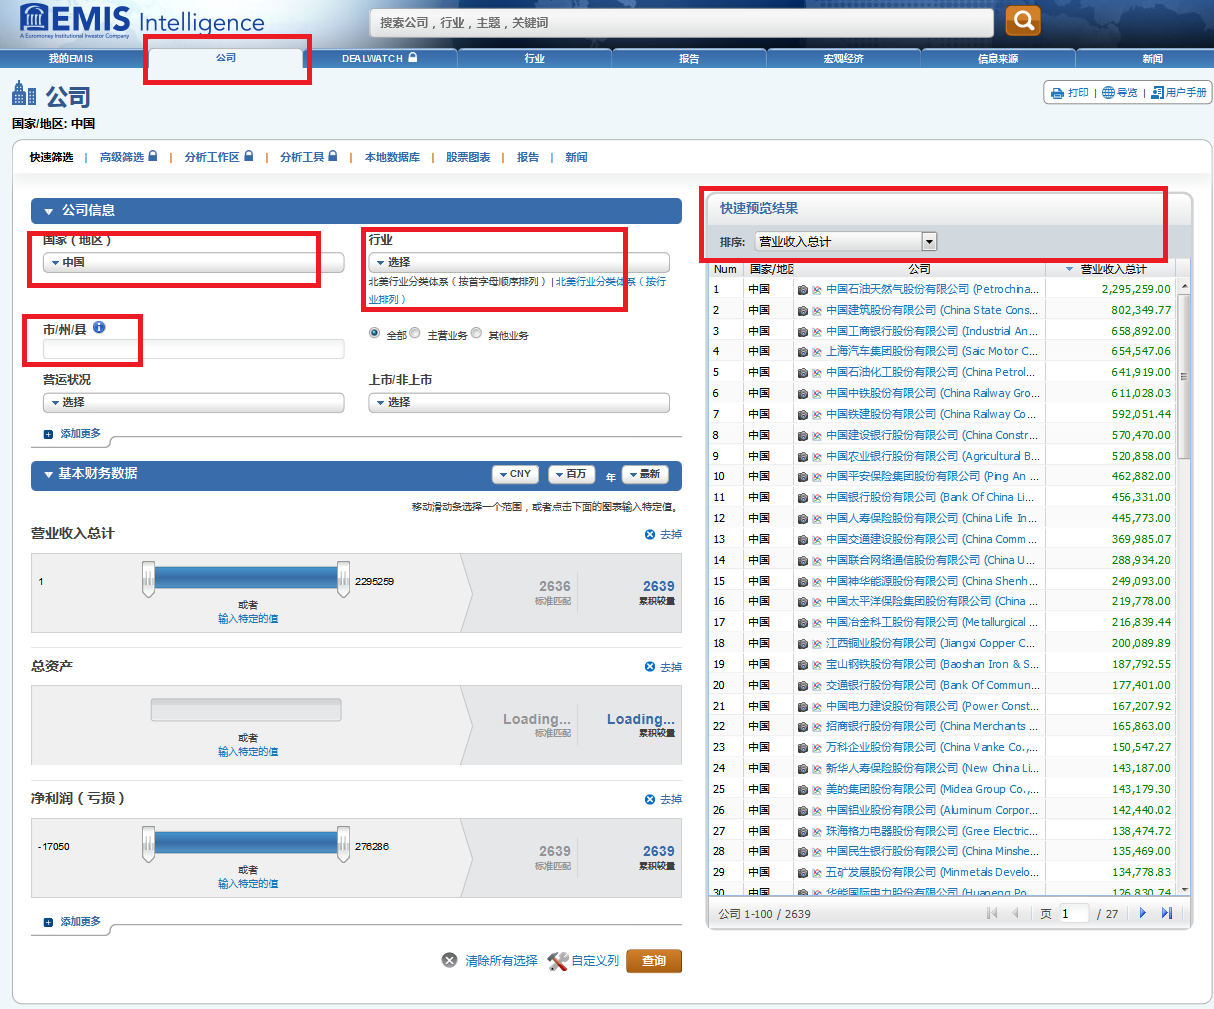 EMIS Intelligence
A Euromoney Institutional Investor Company
搜索公司，行业，主题，关键词
我的EMIS
公司
DEALWATCH
行业
报告
宏观经济
信息来源
新闻
公司
打印 | 导览 | 用户手册
国家/地区: 中国
快速筛选 | 高级筛选 | 分析工作区 | 分析工具 | 本地数据库 | 股票图表 | 报告 | 新闻
公司信息
国家（地区）
中国
行业
选择
北美行业分类体系（按首字母顺序排列）| 北美行业分类体系（按行
业排列）
市/州/县
全部 主营业务 其他业务
营运状况
选择
上市/非上市
选择
添加更多
基本财务数据
CNY 百万 年 最新
移动滑动条选择一个范围，或者点击下面的图表输入特定值。
营业收入总计
去掉
1
2295259
或者
输入特定的值
2636
标准匹配
2639
累积较量
总资产
去掉
或者
输入特定的值
Loading...
标准匹配
Loading...
累积较量
净利润（亏损）
去掉
-17050
276286
或者
输入特定的值
2639
标准匹配
2639
累积较量
添加更多
清除所有选择 自定义列 查询
快速预览结果
排序: 营业收入总计
Num 国家/地区 公司 营业收入总计
1 中国 中国石油天然气股份有限公司 (Petrochina... 2,295,259.00
2 中国 中国建筑股份有限公司 (China State Cons... 802,349.77
3 中国 中国工商银行股份有限公司 (Industrial An... 658,892.00
4 中国 上海汽车集团股份有限公司 (Saic Motor C... 654,547.06
5 中国 中国石油化工股份有限公司 (China Petrol... 641,919.00
6 中国 中国中铁股份有限公司 (China Railway Gro... 611,028.03
7 中国 中国铁建股份有限公司 (China Railway Co... 592,051.44
8 中国 中国建设银行股份有限公司 (China Constr... 570,470.00
9 中国 中国农业银行股份有限公司 (Agricultural B... 520,858.00
10 中国 中国平安保险集团股份有限公司 (Ping An ... 462,882.00
11 中国 中国银行股份有限公司 (Bank Of China Li... 456,331.00
12 中国 中国人寿保险股份有限公司 (China Life In... 445,773.00
13 中国 中国交通建设股份有限公司 (China Comm... 369,985.07
14 中国 中国联合网络通信股份有限公司 (China U... 288,934.20
15 中国 中国神华能源股份有限公司 (China Shenh... 249,093.00
16 中国 中国太平洋保险集团股份有限公司 (China ... 219,778.00
17 中国 中国冶金科工股份有限公司 (Metallurgical ... 216,839.44
18 中国 江西铜业股份有限公司 (Jiangxi Copper C... 200,089.89
19 中国 宝山钢铁股份有限公司 (Baoshan Iron & S... 187,792.55
20 中国 交通银行股份有限公司 (Bank Of Commun... 177,401.00
21 中国 中国电力建设股份有限公司 (Power Const... 167,207.92
22 中国 招商银行股份有限公司 (China Merchants ... 165,863.00
23 中国 万科企业股份有限公司 (China Vanke Co.,... 150,547.27
24 中国 新华人寿保险股份有限公司 (New China Li... 143,187.00
25 中国 美的集团股份有限公司 (Midea Group Co.,... 143,179.30
26 中国 中国铝业股份有限公司 (Aluminum Corpor... 142,440.02
27 中国 珠海格力电器股份有限公司 (Gree Electric... 138,474.72
28 中国 中国民生银行股份有限公司 (China Minshe... 135,469.00
29 中国 五矿发展股份有限公司 (Minmetals Develo... 134,778.83
30 中国 华能国际电力股份有限公司 (Huaneng Po... 126,830.74
公司 1-100 / 2639
页 1 / 27